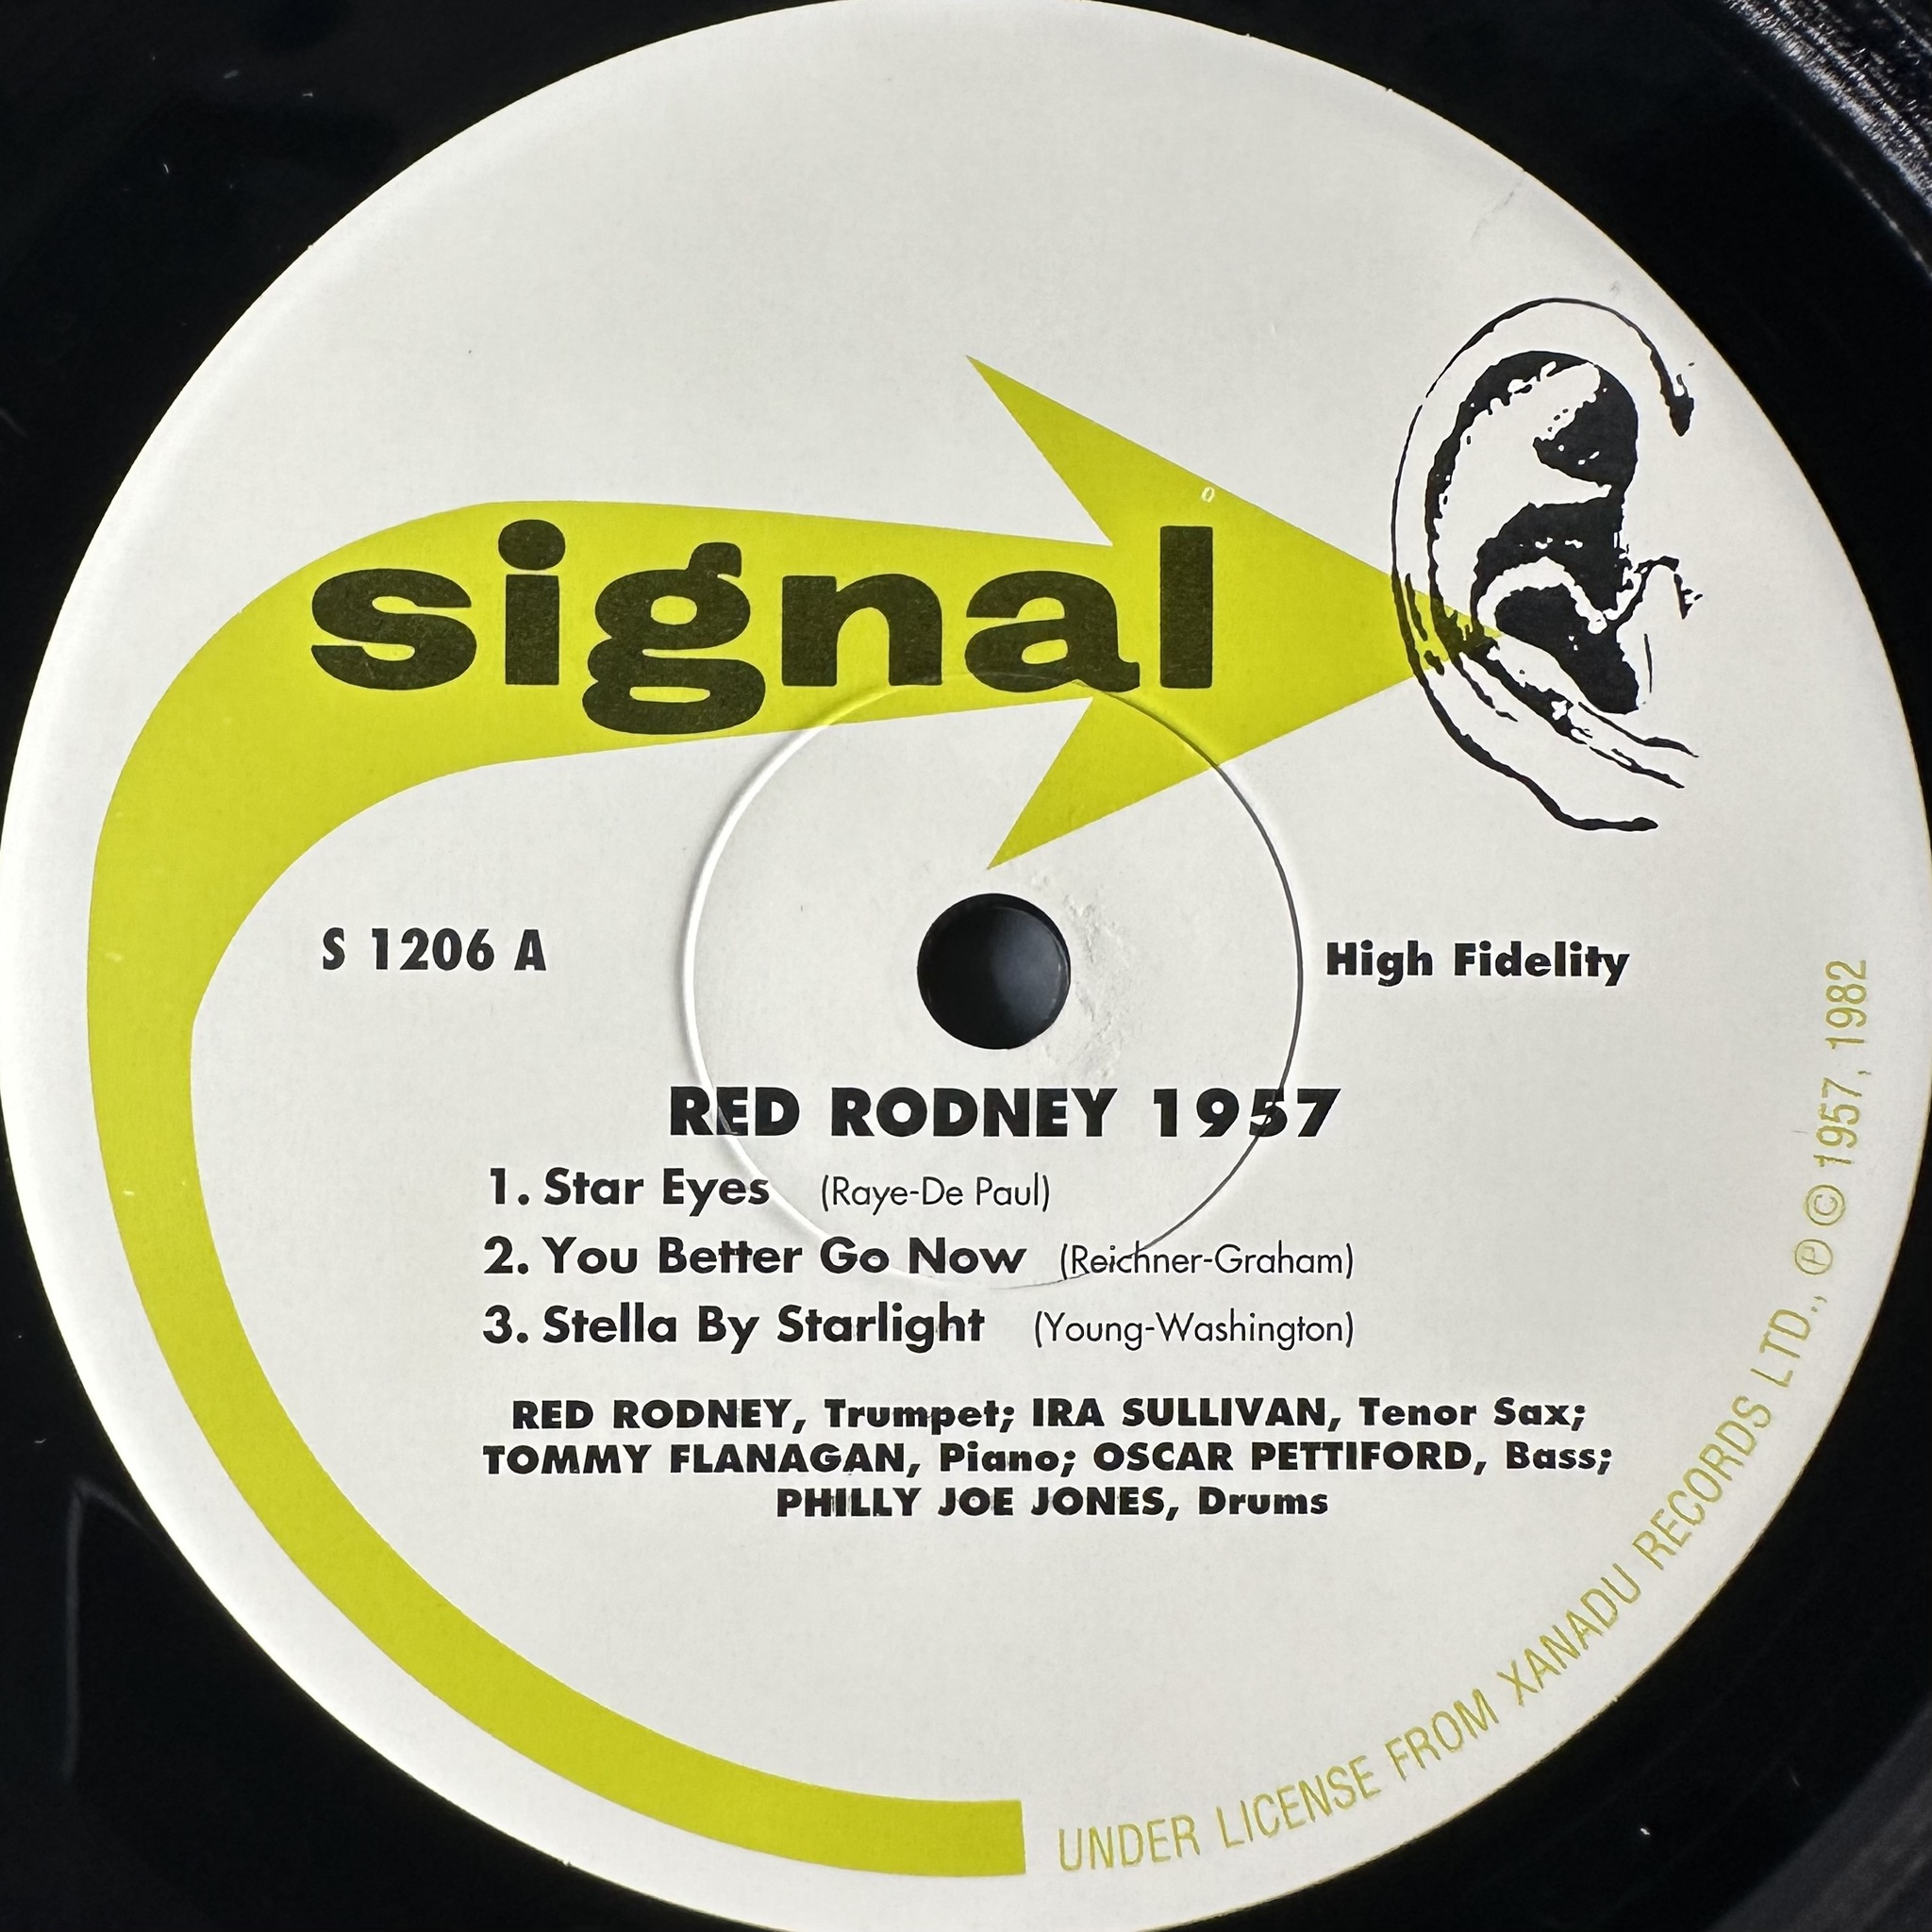 signal
S 1206 A
High Fidelity
RED RODNEY 1957
1. Star Eyes (Raye-De Paul)
2. You Better Go Now (Reichner-Graham)
3. Stella By Starlight (Young-Washington)
RED RODNEY, Trumpet; IRA SULLIVAN, Tenor Sax;
TOMMY FLANAGAN, Piano; OSCAR PETTIFORD, Bass;
PHILLY JOE JONES, Drums
UNDER LICENSE FROM XANADU RECORDS LTD., ℗ © 1957, 1982